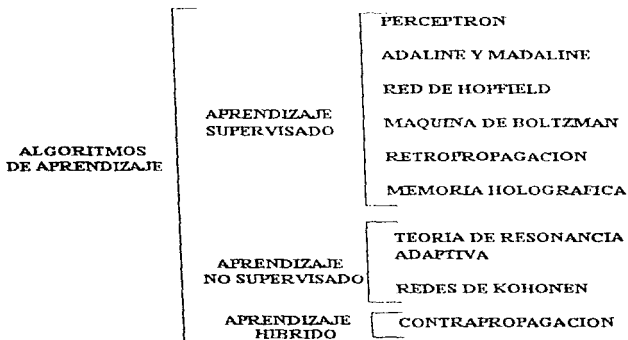 ALGORITMOS
DE APRENDIZAJE
APRENDIZAJE
SUPERVISADO
PERCEPTRON
ADALINE Y MADALINE
RED DE HOPFIELD
MAQUINA DE BOLTZMAN
RETROPROPAGACION
MEMORIA HOLOGRAFICA
APRENDIZAJE
NO SUPERVISADO
TEORIA DE RESONANCIA
ADAPTIVA
REDES DE KOHONEN
APRENDIZAJE
HIBRIDO
CONTRAPROPAGACION